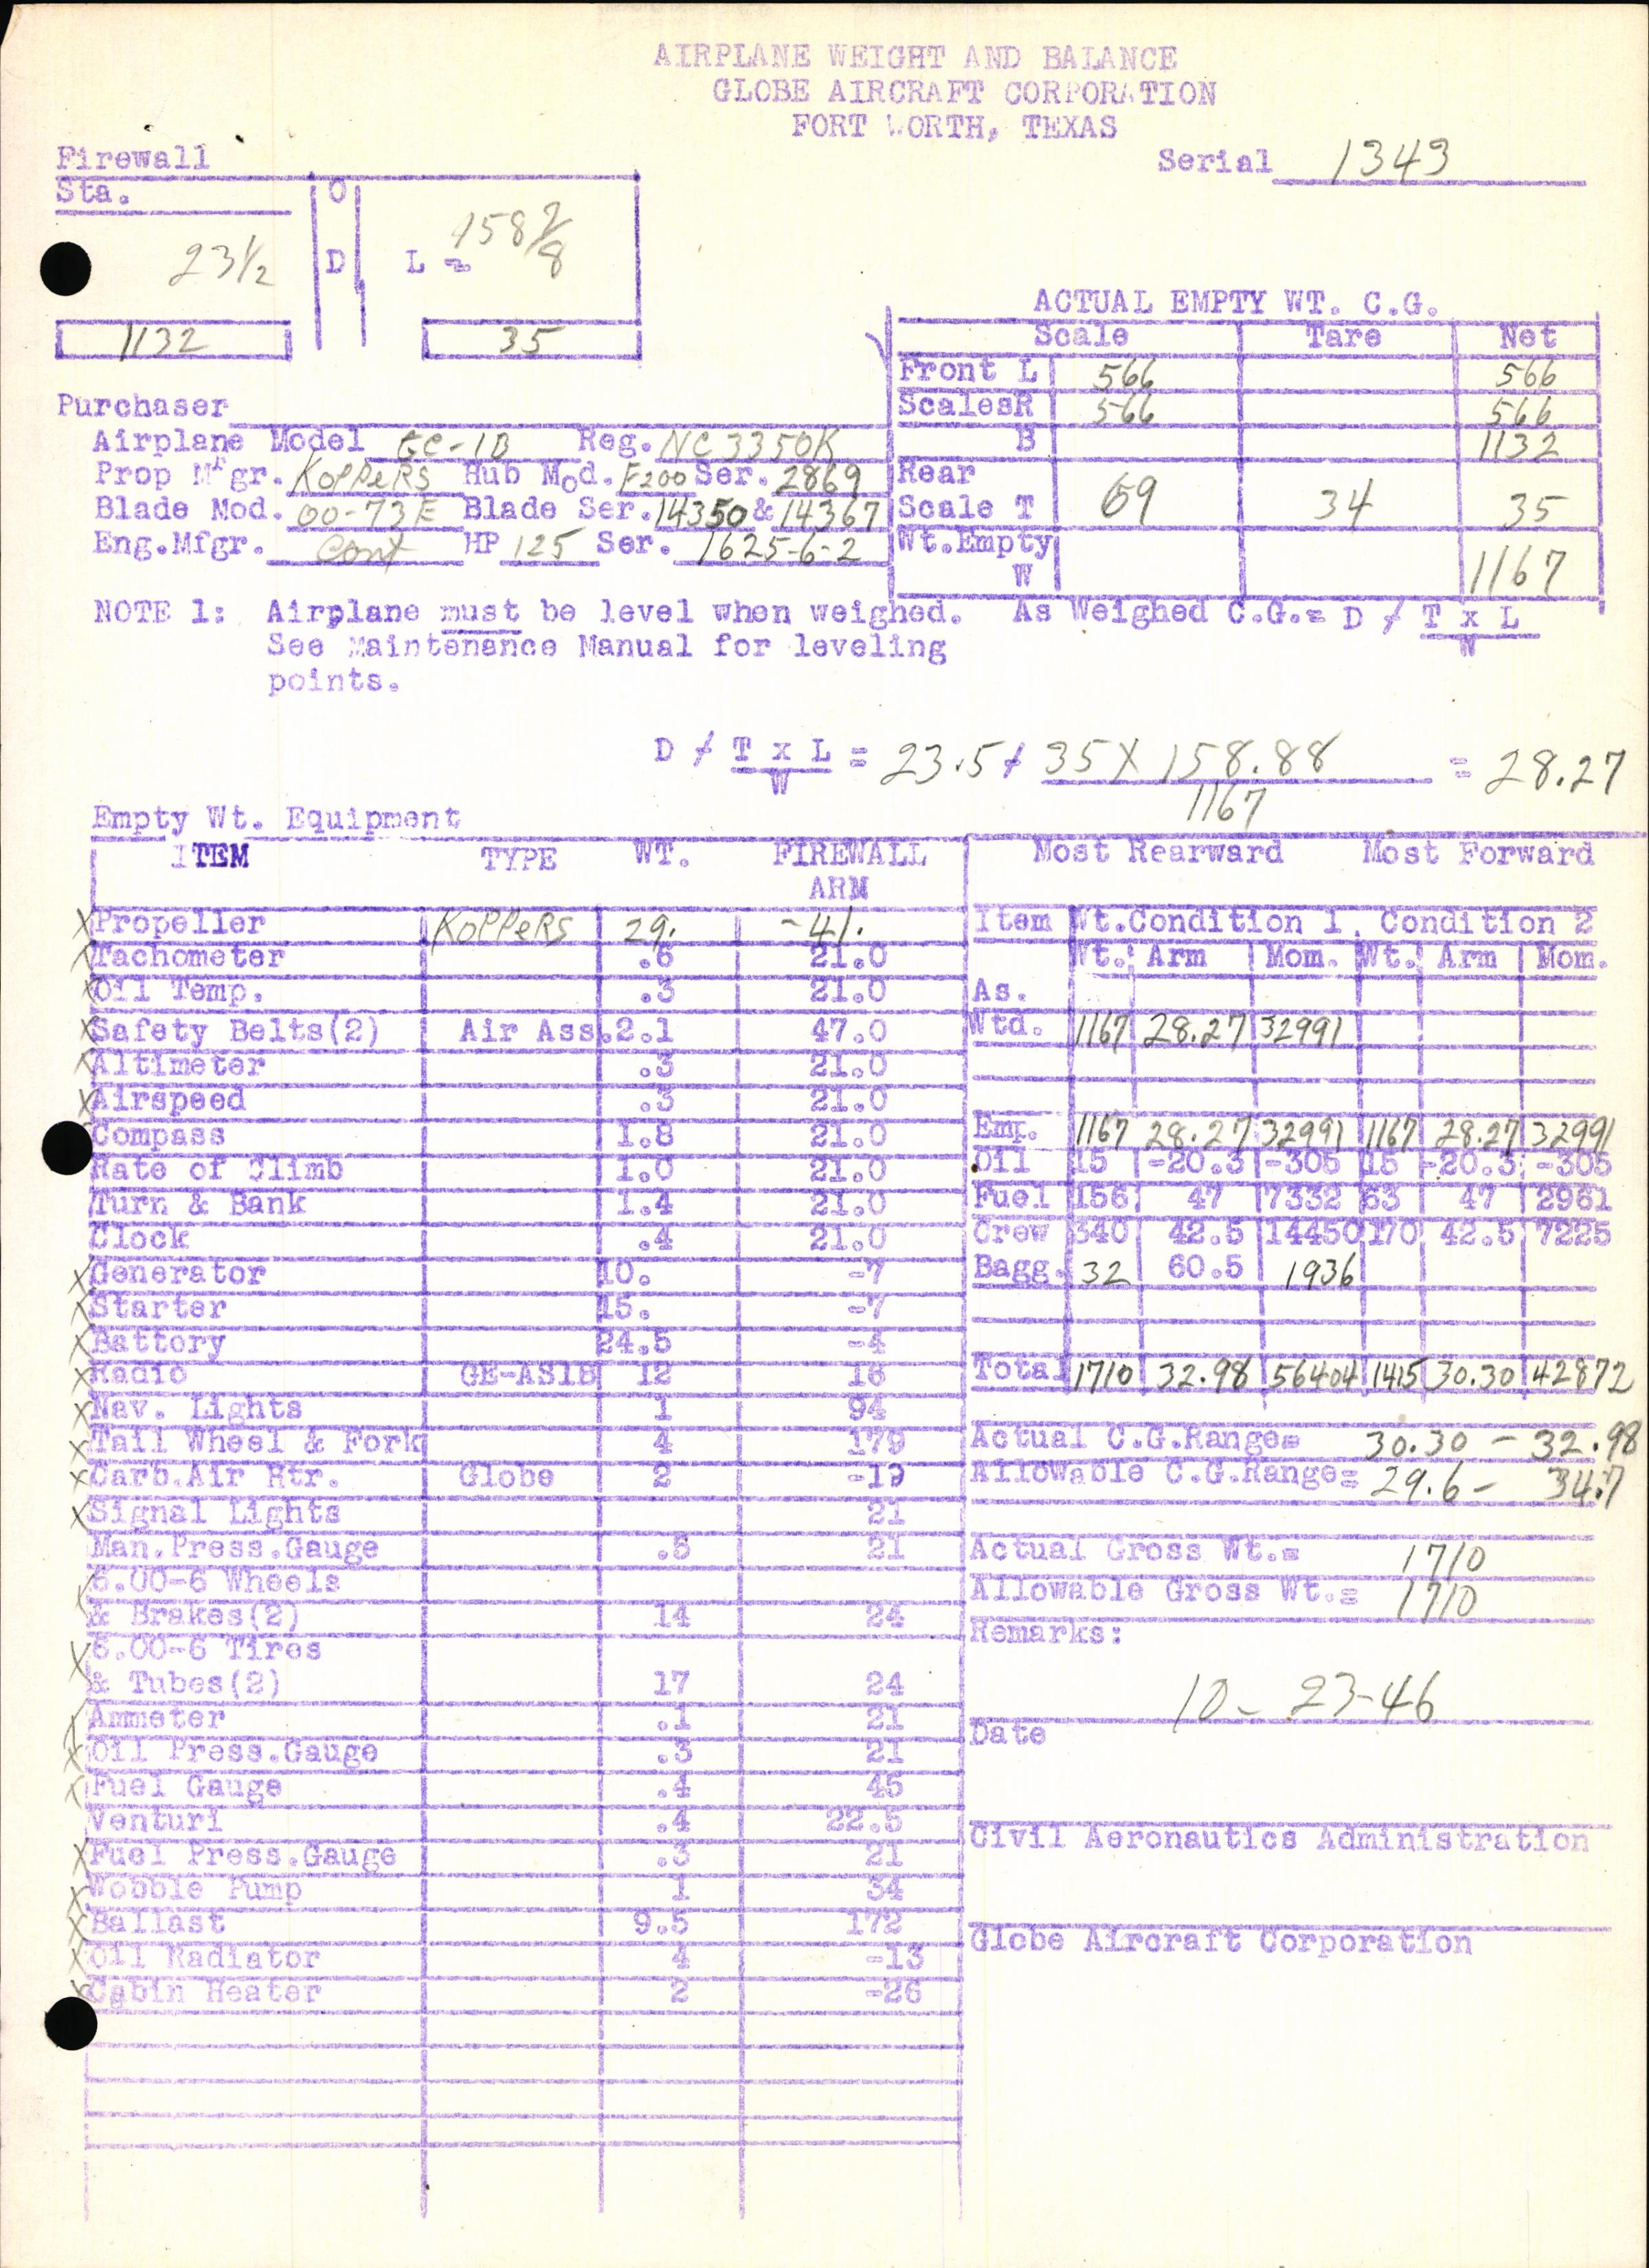 AIRPLANE WEIGHT AND BALANCE
GLOBE AIRCRAFT CORPORATION
FORT WORTH, TEXAS
Serial 1343
Firewall
Sta. O
23 1/2 D L = 158 7/8
1132 35
ACTUAL EMPTY WT. C.G.
Scale Tare Net
Front L 566 566
Scales R 566 566
B 1132
Rear
Scale T 69 34 35
Wt.Empty
W 1167
Purchaser
Airplane Model GC-1B Reg. NC3350K
Prop Mfgr. KOPPERS Hub Mod. F200 Ser. 2869
Blade Mod. 00-73E Blade Ser. 14350 & 14367
Eng.Mfgr. Cont HP 125 Ser. 1625-6-2
NOTE 1: Airplane must be level when weighed. As Weighed C.G.= D / T x L
See Maintenance Manual for leveling W
points.
D / T x L = 23.5 + 35 X 158.88 = 28.27
W 1167
Empty Wt. Equipment
ITEM TYPE WT. FIREWALL
ARM
X Propeller KOPPERS 29. -41.
X Tachometer .6 21.0
X Oil Temp. .3 21.0
X Safety Belts(2) Air Ass. 2.1 47.0
X Altimeter .3 21.0
X Airspeed .3 21.0
Compass 1.8 21.0
Rate of Climb 1.0 21.0
Turn & Bank 1.4 21.0
Clock .4 21.0
X Generator 10. -7
X Starter 15. -7
X Battory 24.5 -4
X Radio GE-AS1B 12 16
X Nav. Lights 1 94
X Tail Wheel & Fork 4 179
X Carb.Air Htr. Globe 2 -19
X Signal Lights 21
Man.Press.Gauge .5 21
6.00-6 Wheels
& Brakes(2) 14 24
X 6.00-6 Tires
& Tubes(2) 17 24
X Ammeter .1 21
X Oil Press.Gauge .3 21
X Fuel Gauge .4 45
Venturi .4 22.5
X Fuel Press.Gauge .3 21
X Wobble Pump 1 34
X Ballast 9.5 172
X Oil Radiator 4 -13
X Cabin Heater 2 -26
Most Rearward Most Forward
Item Wt.Condition 1. Condition 2
Wt. Arm Mom. Wt. Arm Mom.
As.
Wtd. 1167 28.27 32991
Emp. 1167 28.27 32991 1167 28.27 32991
Oil 15 -20.3 -305 15 -20.3 -305
Fuel 156 47 7332 63 47 2961
Crew 340 42.5 14450 170 42.5 7225
Bagg. 32 60.5 1936
Total 1710 32.98 56404 1415 30.30 42872
Actual C.G.Range= 30.30 - 32.98
Allowable C.G.Range= 29.6 - 34.7
Actual Gross Wt.= 1710
Allowable Gross Wt.= 1710
Remarks:
10-23-46
Date
Civil Aeronautics Administration
Globe Aircraft Corporation